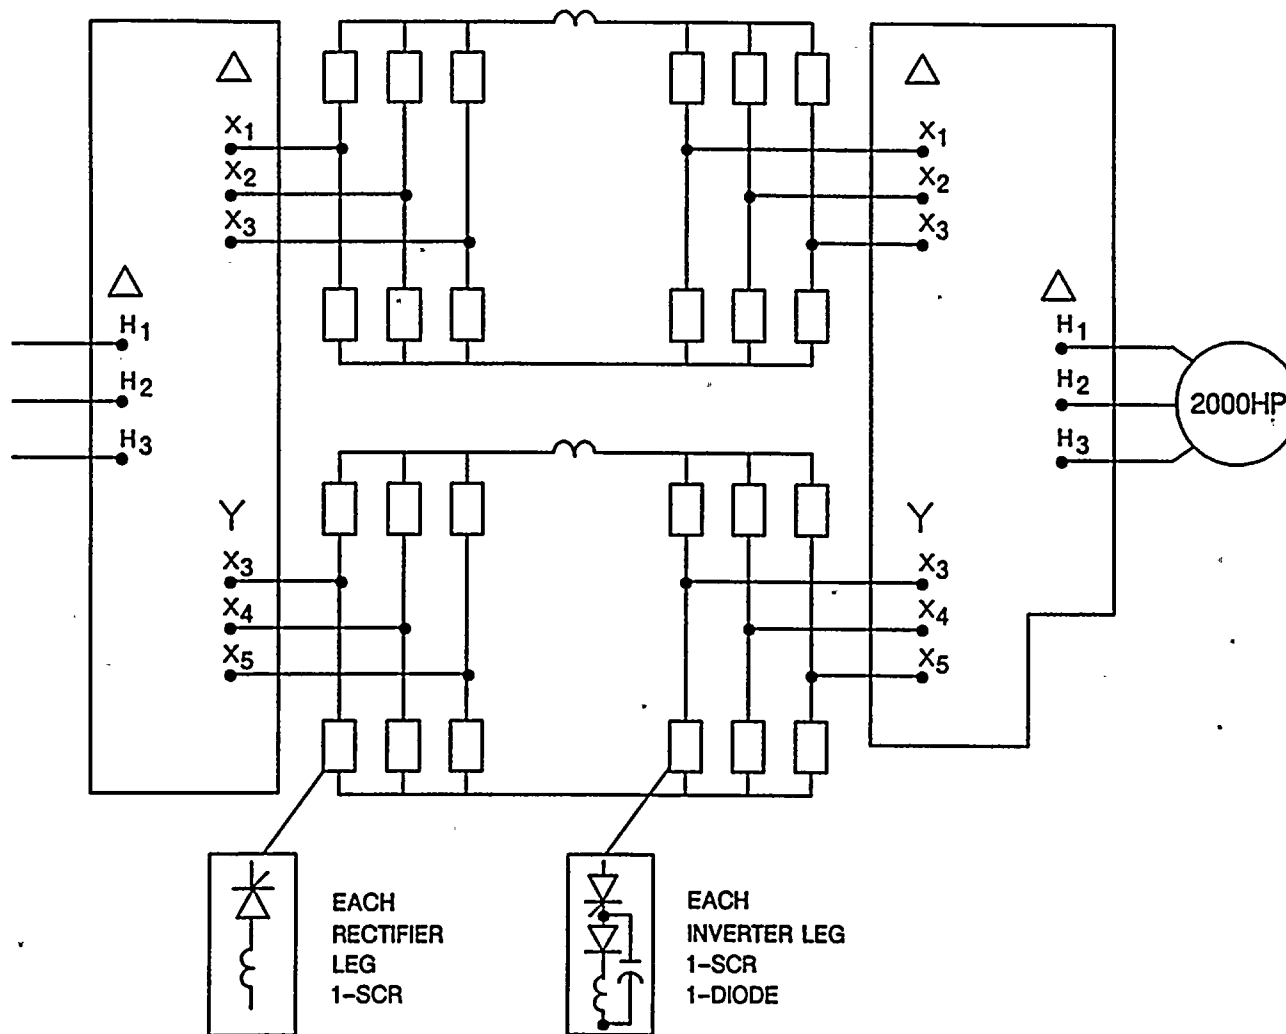 Δ
X1
X2
X3
Δ
H1
H2
H3
Y
X3
X4
X5
Δ
X1
X2
X3
Δ
H1
H2
H3
2000HP
Y
X3
X4
X5
EACH
RECTIFIER
LEG
1-SCR
EACH
INVERTER LEG
1-SCR
1-DIODE